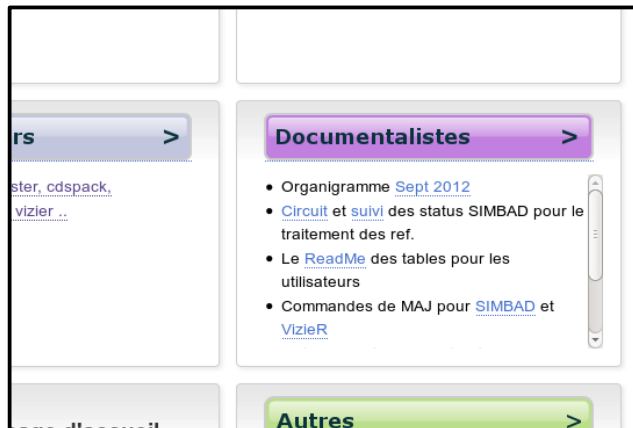 rs >
ster, cdspack,
vizier ..
Documentalistes >
• Organigramme Sept 2012
• Circuit et suivi des status SIMBAD pour le
traitement des ref.
• Le ReadMe des tables pour les
utilisateurs
• Commandes de MAJ pour SIMBAD et
VizieR
d'accueil
Autres >